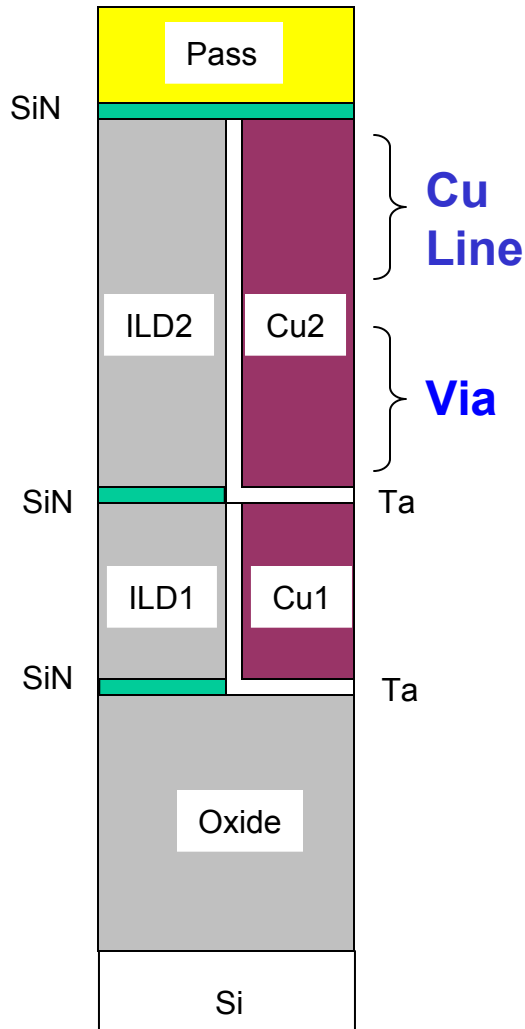 Pass
SiN
Cu
Line
ILD2
Cu2
Via
SiN
Ta
ILD1
Cu1
SiN
Ta
Oxide
Si